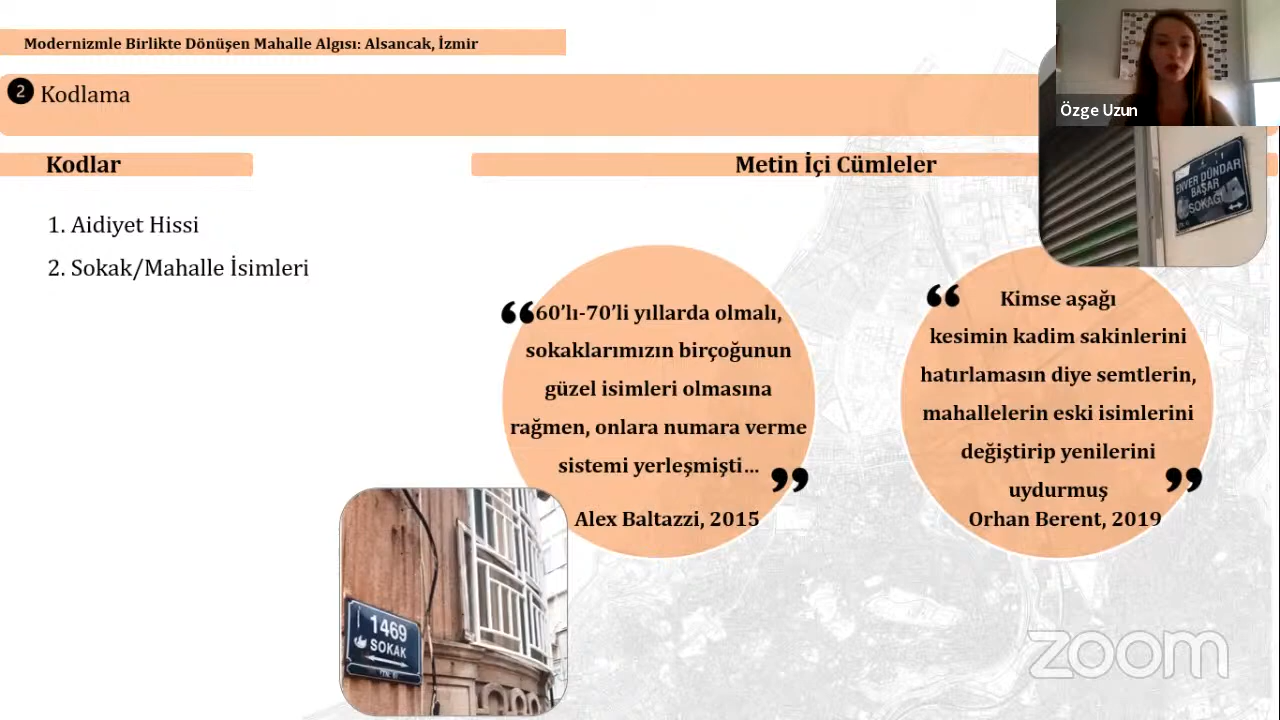 Modernizmle Birlikte Dönüşen Mahalle Algısı: Alsancak, İzmir
2 Kodlama
Özge Uzun
Kodlar
Metin İçi Cümleler
ENVER DÜNDAR
BAŞAR
SOKAĞI
1. Aidiyet Hissi
2. Sokak/Mahalle İsimleri
“60’lı-70’li yıllarda olmalı,
sokaklarımızın birçoğunun
güzel isimleri olmasına
rağmen, onlara numara verme
sistemi yerleşmişti... ”
Alex Baltazzi, 2015
“ Kimse aşağı
kesimin kadim sakinlerini
hatırlamasın diye semtlerin,
mahallelerin eski isimlerini
değiştirip yenilerini
uydurmuş ”
Orhan Berent, 2019
1469
SOKAK
zoom